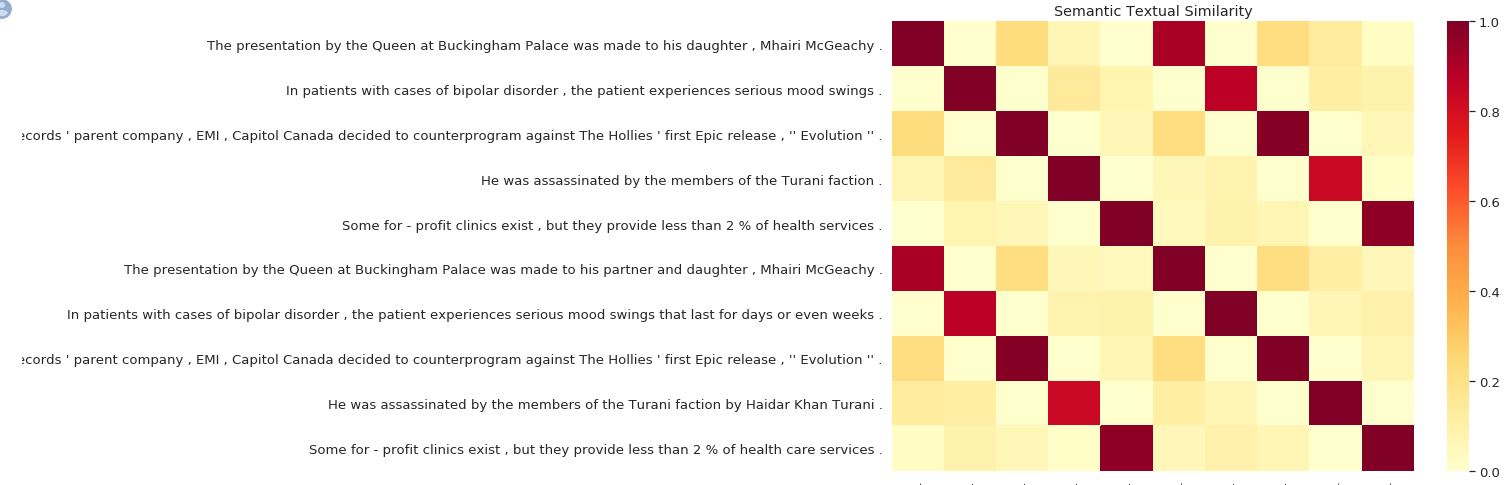 Semantic Textual Similarity
The presentation by the Queen at Buckingham Palace was made to his daughter , Mhairi McGeachy .
In patients with cases of bipolar disorder , the patient experiences serious mood swings .
ecords ' parent company , EMI , Capitol Canada decided to counterprogram against The Hollies ' first Epic release , '' Evolution '' .
He was assassinated by the members of the Turani faction .
Some for - profit clinics exist , but they provide less than 2 % of health services .
The presentation by the Queen at Buckingham Palace was made to his partner and daughter , Mhairi McGeachy .
In patients with cases of bipolar disorder , the patient experiences serious mood swings that last for days or even weeks .
ecords ' parent company , EMI , Capitol Canada decided to counterprogram against The Hollies ' first Epic release , '' Evolution '' .
He was assassinated by the members of the Turani faction by Haidar Khan Turani .
Some for - profit clinics exist , but they provide less than 2 % of health care services .
1.0
0.8
0.6
0.4
0.2
0.0